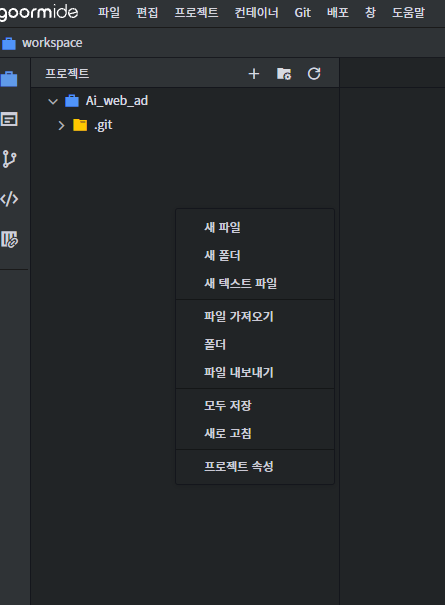 goormide 파일 편집 프로젝트 컨테이너 Git 배포 창 도움말
workspace
프로젝트
Ai_web_ad
.git
새 파일
새 폴더
새 텍스트 파일
파일 가져오기
폴더
파일 내보내기
모두 저장
새로 고침
프로젝트 속성